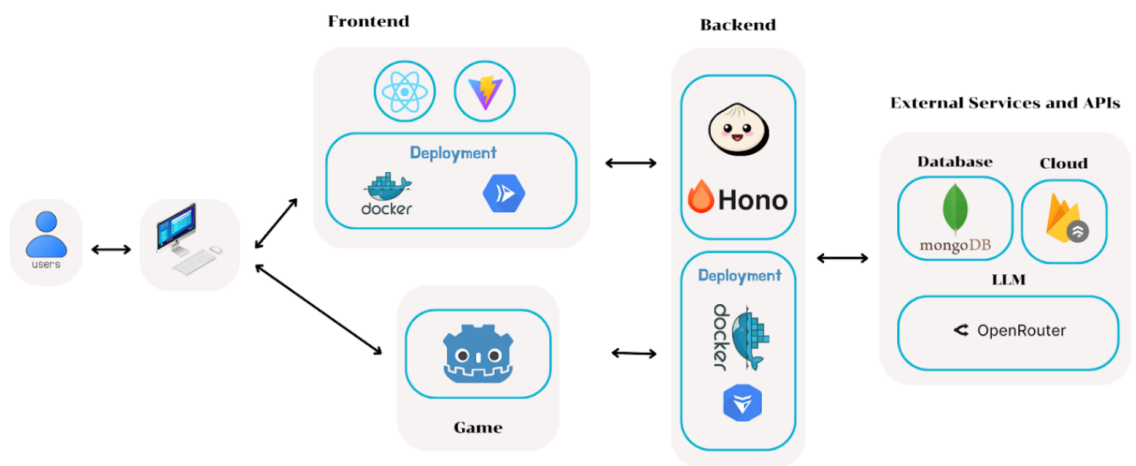 Frontend
Backend
External Services and APIs
Deployment
docker
users
Hono
Database
Cloud
mongoDB
LLM
OpenRouter
Deployment
docker
Game